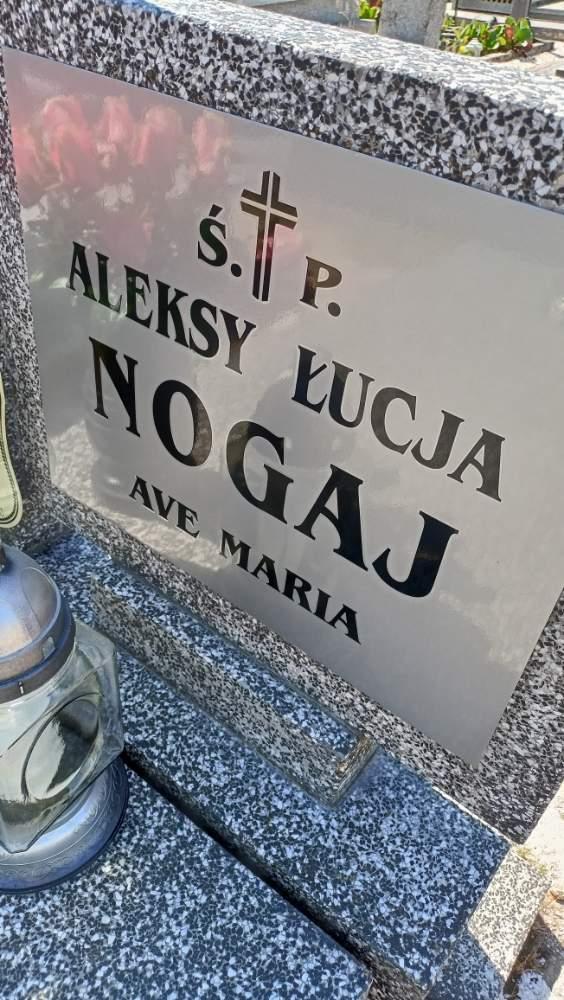 Ś. P.
ALEKSY ŁUCJA
NOGAJ
AVE MARIA